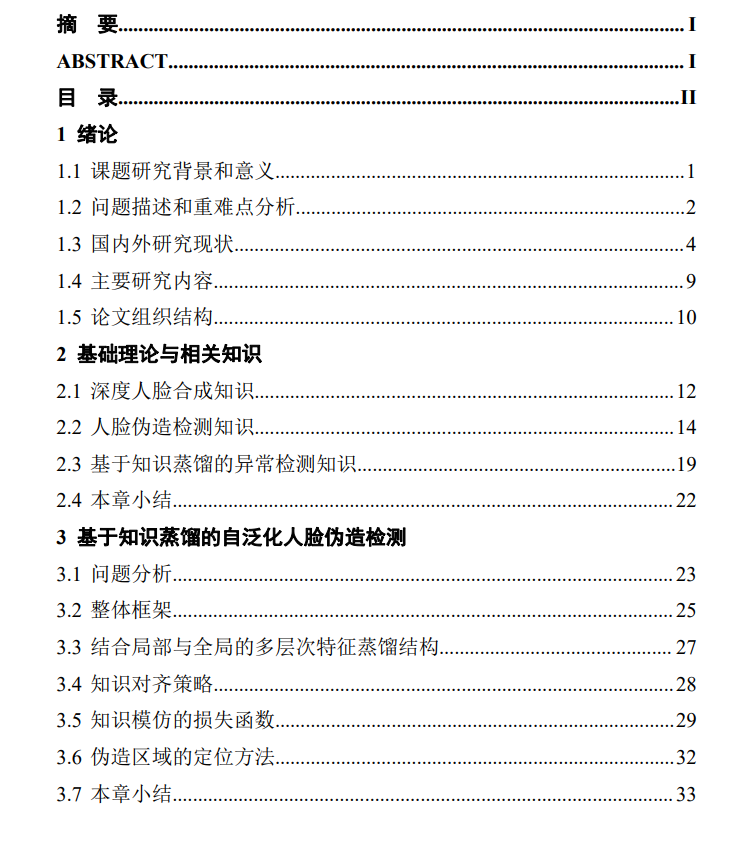 摘　要........................................................................................................ I
ABSTRACT........................................................................................................ I
目　录........................................................................................................II
1 绪论
1.1 课题研究背景和意义........................................................................................1
1.2 问题描述和重难点分析....................................................................................2
1.3 国内外研究现状................................................................................................4
1.4 主要研究内容....................................................................................................9
1.5 论文组织结构..................................................................................................10
2 基础理论与相关知识
2.1 深度人脸合成知识..........................................................................................12
2.2 人脸伪造检测知识..........................................................................................14
2.3 基于知识蒸馏的异常检测知识......................................................................19
2.4 本章小结..........................................................................................................22
3 基于知识蒸馏的自泛化人脸伪造检测
3.1 问题分析..........................................................................................................23
3.2 整体框架..........................................................................................................25
3.3 结合局部与全局的多层次特征蒸馏结构...................................................... 27
3.4 知识对齐策略..................................................................................................28
3.5 知识模仿的损失函数......................................................................................29
3.6 伪造区域的定位方法......................................................................................32
3.7 本章小结..........................................................................................................33